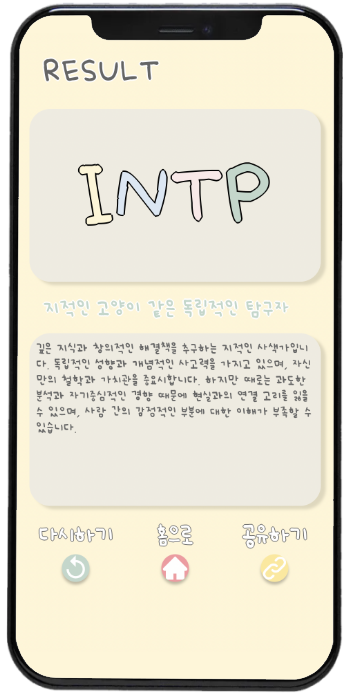 RESULT
INTP
지적인 고양이 같은 독립적인 탐구자
깊은 지식과 창의적인 해결책을 추구하는 지적인 사색가입니
다. 독립적인 성향과 개념적인 사고력을 가지고 있으며, 자신
만의 철학과 가치관을 중요시합니다. 하지만 때로는 과도한
분석과 자기중심적인 경향 때문에 현실과의 연결 고리를 잃을
수 있으며, 사람 간의 감정적인 부분에 대한 이해가 부족할 수
있습니다.
다시하기 홈으로 공유하기